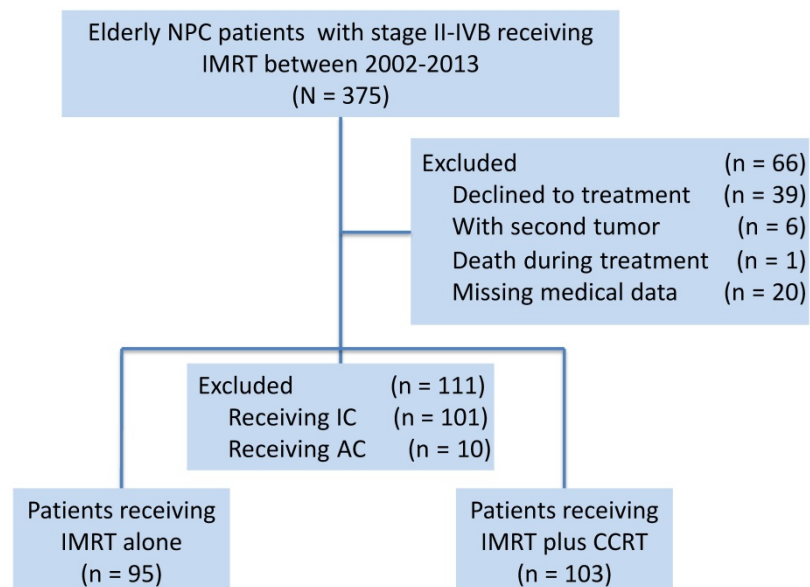 Elderly NPC patients with stage II-IVB receiving
IMRT between 2002-2013
(N = 375)
Excluded (n = 66)
Declined to treatment (n = 39)
With second tumor (n = 6)
Death during treatment (n = 1)
Missing medical data (n = 20)
Excluded (n = 111)
Receiving IC (n = 101)
Receiving AC (n = 10)
Patients receiving
IMRT alone
(n = 95)
Patients receiving
IMRT plus CCRT
(n = 103)